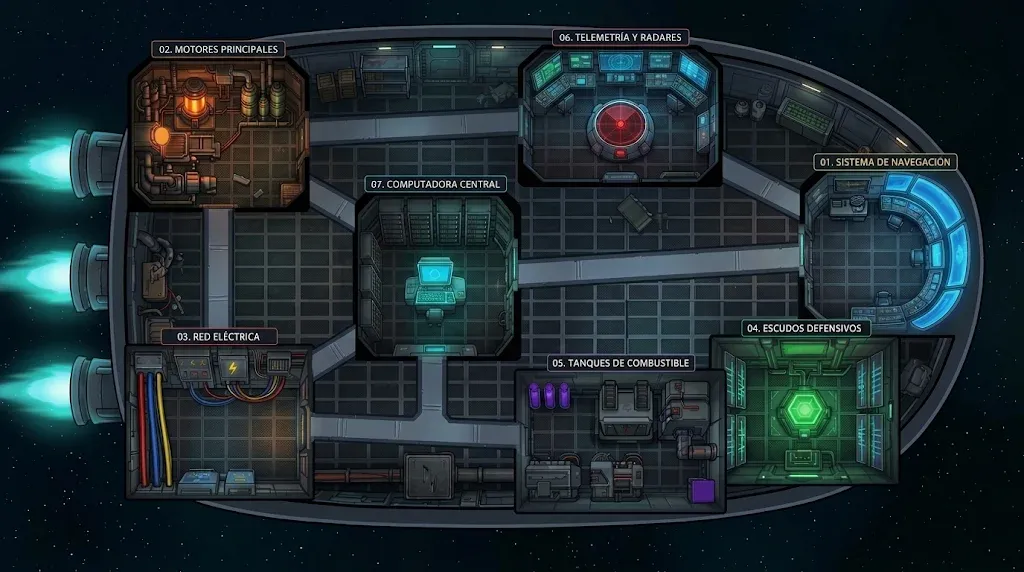 06. TELEMETRÍA Y RADARES
02. MOTORES PRINCIPALES
01. SISTEMA DE NAVEGACIÓN
07. COMPUTADORA CENTRAL
04. ESCUDOS DEFENSIVOS
03. RED ELÉCTRICA
05. TANQUES DE COMBUSTIBLE